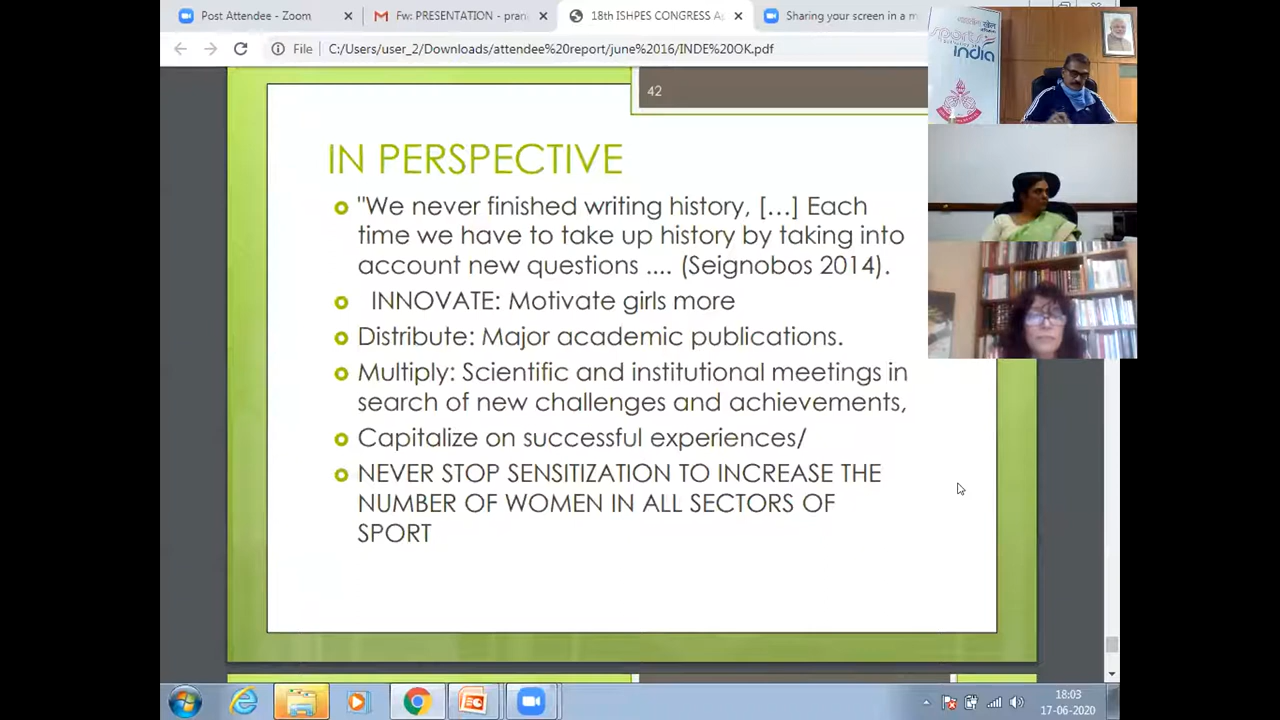 Post Attendee - Zoom
Fw: PRESENTATION - pran
18th ISHPES CONGRESS A
Sharing your screen in a m
File
C:/Users/user_2/Downloads/attendee%20report/june%2016/INDE%20OK.pdf
sports
india
42
IN PERSPECTIVE
"We never finished writing history, […] Each
time we have to take up history by taking into
account new questions .... (Seignobos 2014).
INNOVATE: Motivate girls more
Distribute: Major academic publications.
Multiply: Scientific and institutional meetings in
search of new challenges and achievements,
Capitalize on successful experiences/
NEVER STOP SENSITIZATION TO INCREASE THE
NUMBER OF WOMEN IN ALL SECTORS OF
SPORT
18:03
17-06-2020